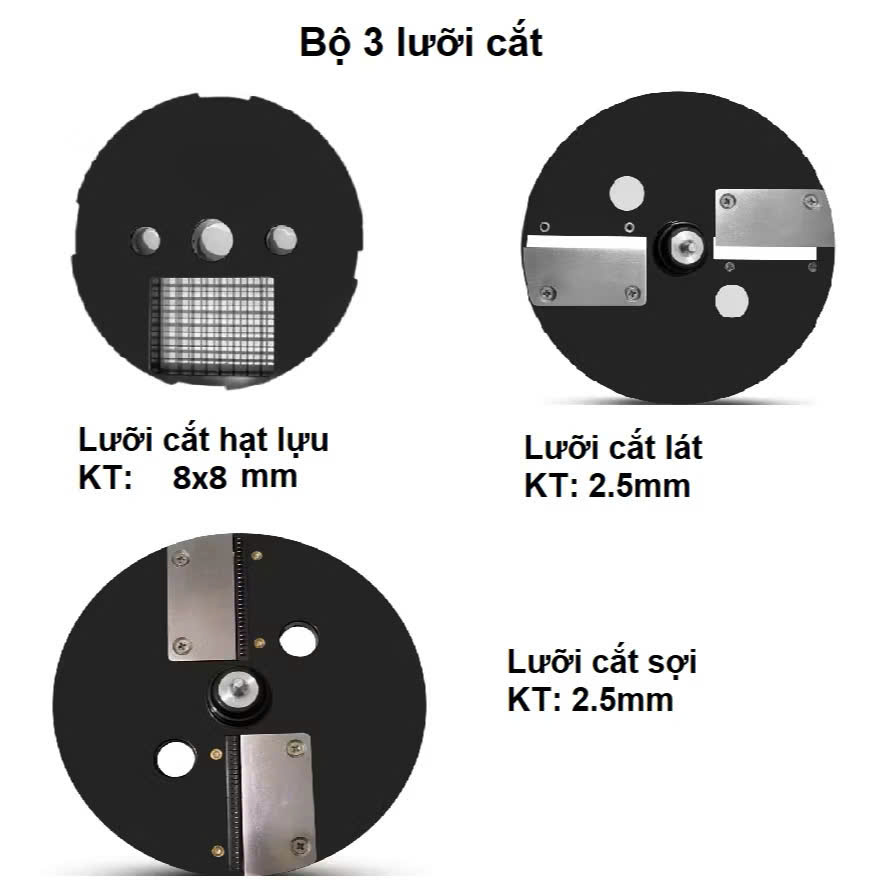 Bộ 3 lưỡi cắt
Lưỡi cắt hạt lựu
KT: 8x8 mm
Lưỡi cắt lát
KT: 2.5mm
Lưỡi cắt sợi
KT: 2.5mm